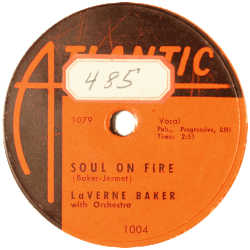 ATLANTIC
485
1079
Vocal
Pub., Progressive, BMI
Time: 2:51
SOUL ON FIRE
(Baker-Jermet)
LaVERNE BAKER
with Orchestra
1004